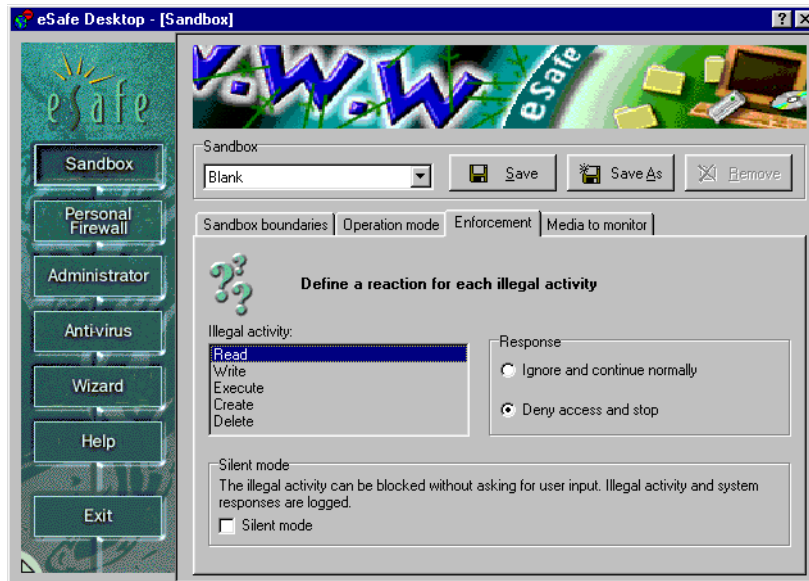 eSafe Desktop - [Sandbox]
eSafe
Sandbox
Personal
Firewall
Administrator
Anti-virus
Wizard
Help
Exit
W.W.W
eSafe
Sandbox
Blank
Save
Save As
Remove
Sandbox boundaries
Operation mode
Enforcement
Media to monitor
Define a reaction for each illegal activity
Illegal activity:
Read
Write
Execute
Create
Delete
Response
Ignore and continue normally
Deny access and stop
Silent mode
The illegal activity can be blocked without asking for user input. Illegal activity and system
responses are logged.
Silent mode